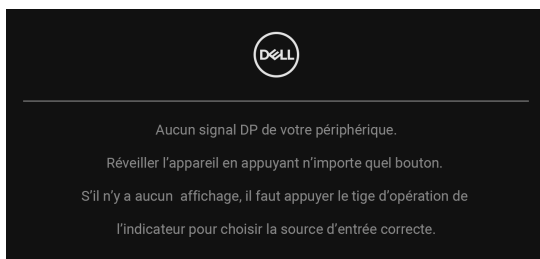 DELL
Aucun signal DP de votre périphérique.
Réveiller l'appareil en appuyant n'importe quel bouton.
S'il n'y a aucun  affichage, il faut appuyer le tige d'opération de
l'indicateur pour choisir la source d'entrée correcte.